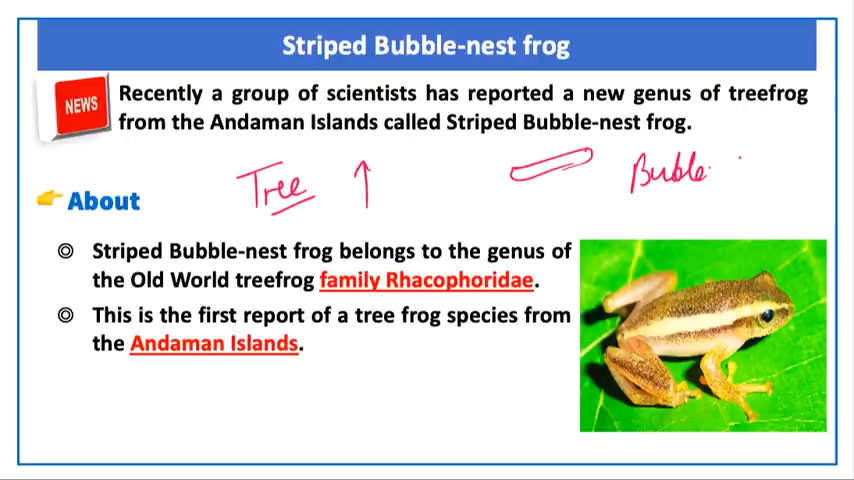 Striped Bubble-nest frog
NEWS
Recently a group of scientists has reported a new genus of treefrog
from the Andaman Islands called Striped Bubble-nest frog.
Tree
Buble
About
Striped Bubble-nest frog belongs to the genus of
the Old World treefrog family Rhacophoridae.
This is the first report of a tree frog species from
the Andaman Islands.